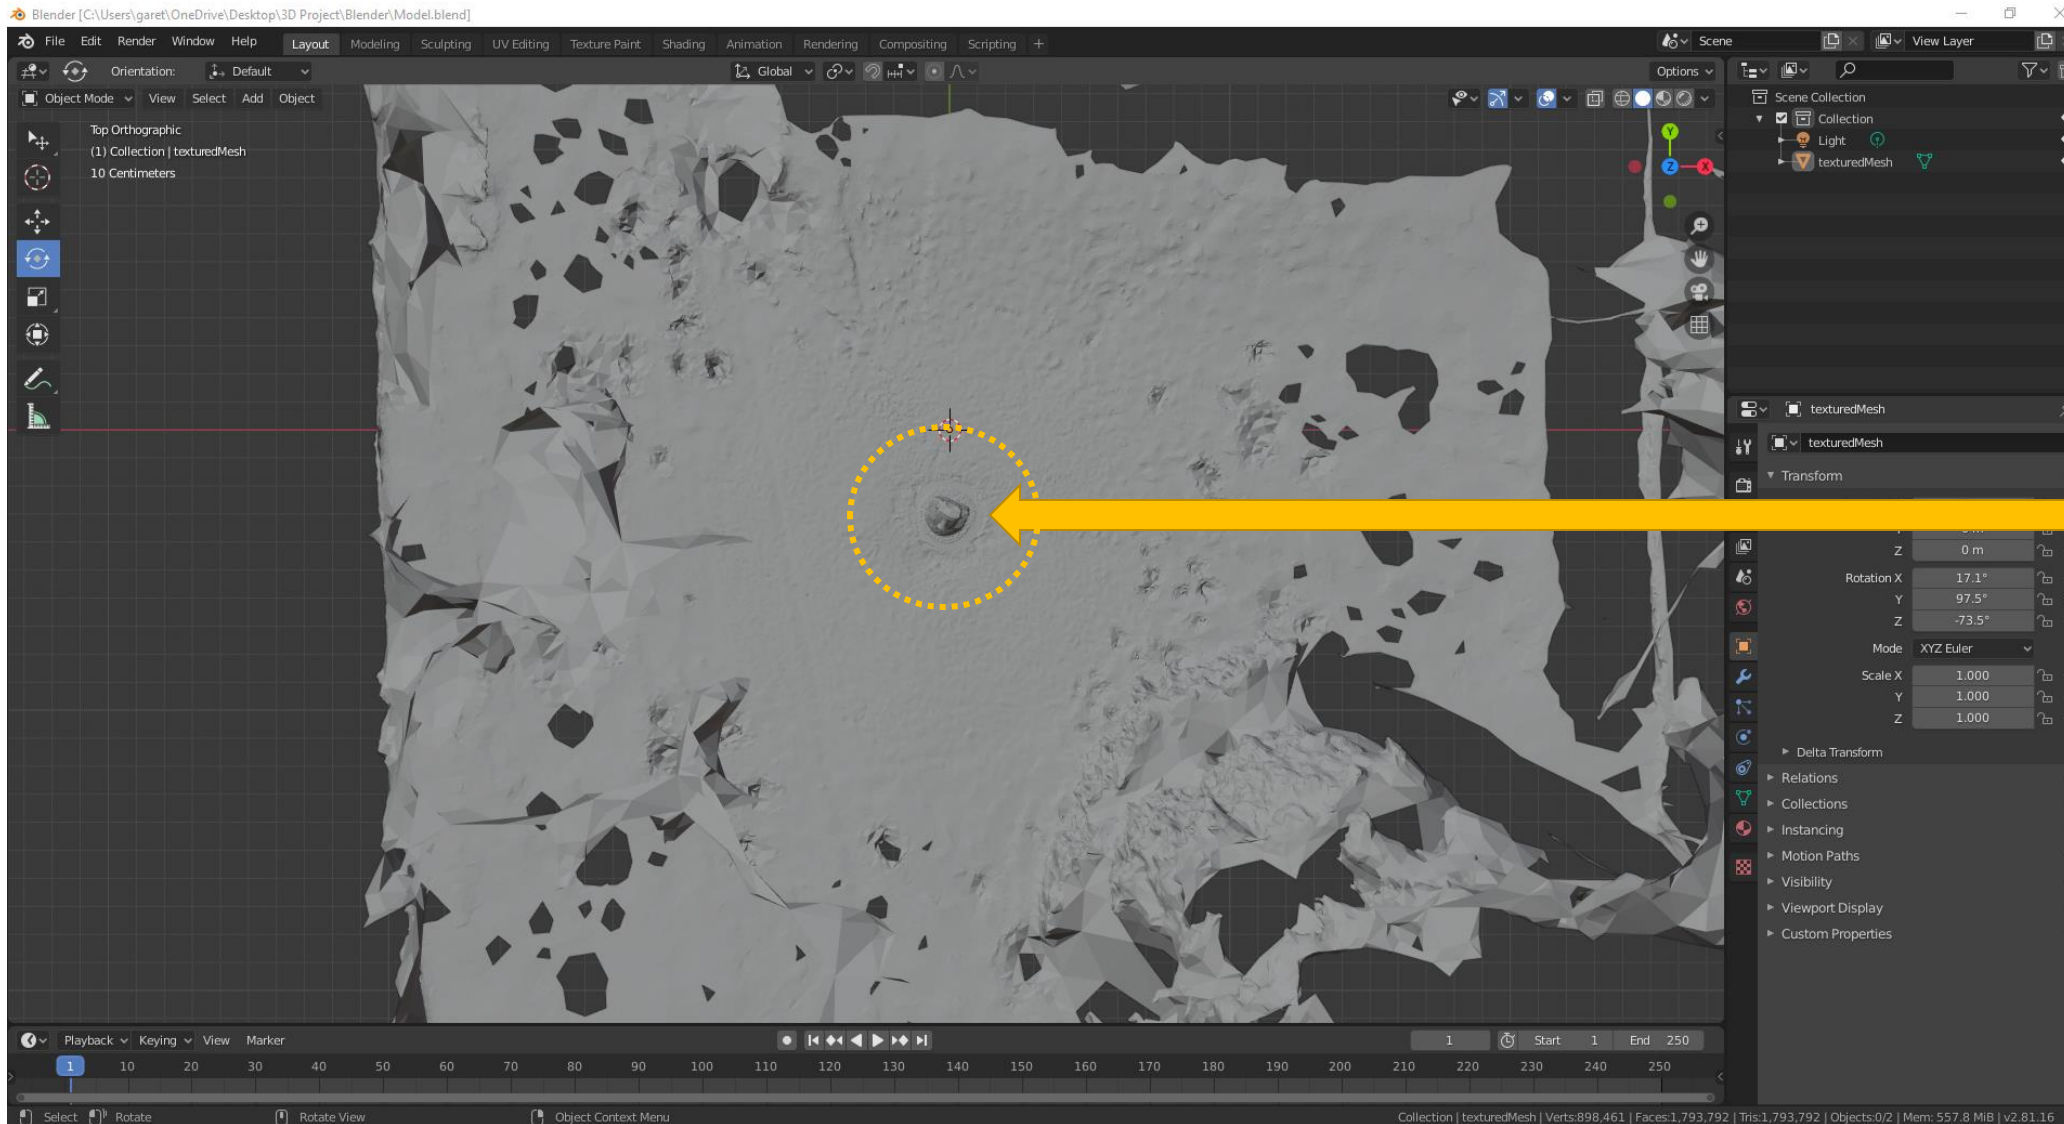 Blender [C:\Users\garet\OneDrive\Desktop\3D Project\Blender\Model.blend]
File Edit Render Window Help Layout Modeling Sculpting UV Editing Texture Paint Shading Animation Rendering Compositing Scripting + Scene View Layer
Orientation: Default Global Options
Object Mode View Select Add Object
Scene Collection
Collection
Light
texturedMesh
Top Orthographic
(1) Collection | texturedMesh
10 Centimeters
Y
Z X
texturedMesh
texturedMesh
Transform
Z 0 m
Rotation X 17.1°
Y 97.5°
Z -73.5°
Mode XYZ Euler
Scale X 1.000
Y 1.000
Z 1.000
Delta Transform
Relations
Collections
Instancing
Motion Paths
Visibility
Viewport Display
Custom Properties
Playback Keying View Marker 1 Start 1 End 250
1 10 20 30 40 50 60 70 80 90 100 110 120 130 140 150 160 170 180 190 200 210 220 230 240 250
Select Rotate Rotate View Object Context Menu Collection | texturedMesh | Verts:898,461 | Faces:1,793,792 | Tris:1,793,792 | Objects:0/2 | Mem: 557.8 MiB | v2.81.16